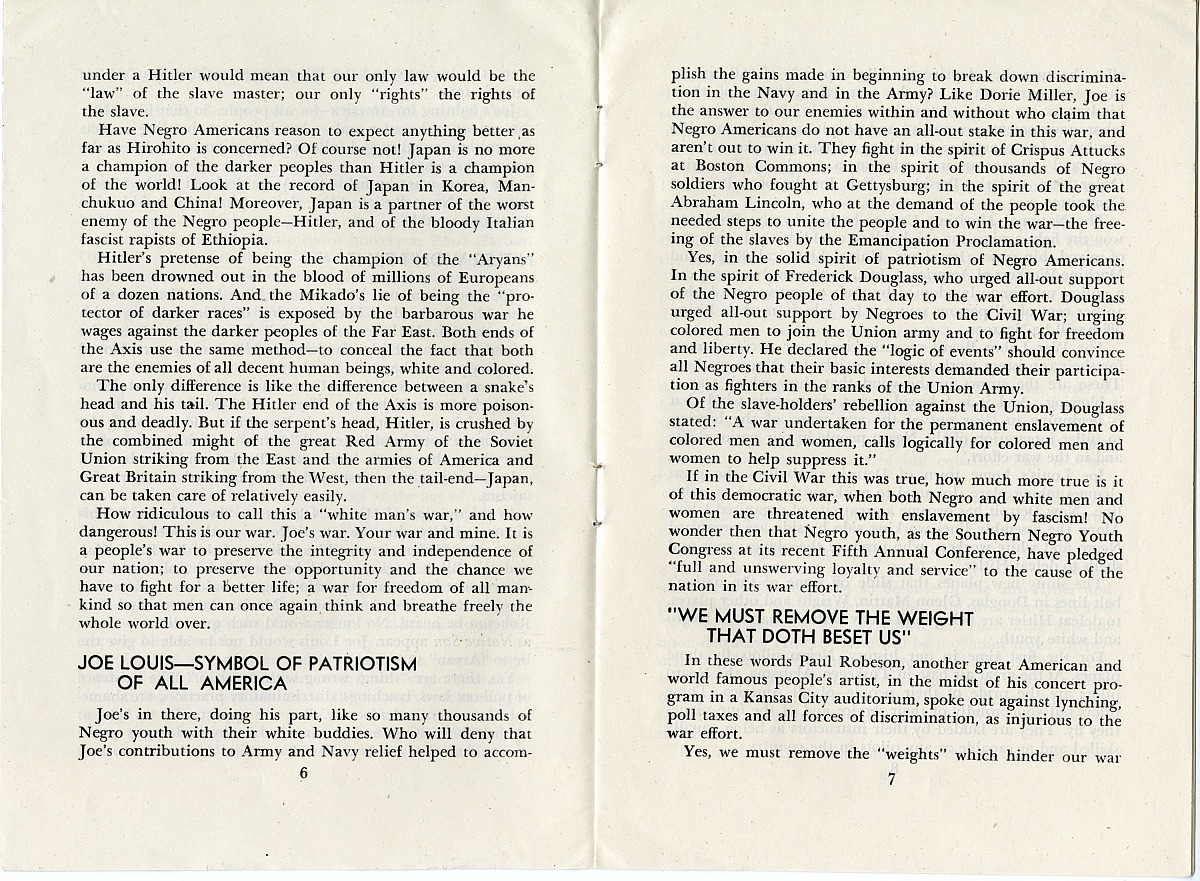 under a Hitler would mean that our only law would be the
"law" of the slave master; our only "rights" the rights of
the slave.
Have Negro Americans reason to expect anything better as
far as Hirohito is concerned? Of course not! Japan is no more
a champion of the darker peoples than Hitler is a champion
of the world! Look at the record of Japan in Korea, Man-
chukuo and China! Moreover, Japan is a partner of the worst
enemy of the Negro people—Hitler, and of the bloody Italian
fascist rapists of Ethiopia.
Hitler's pretense of being the champion of the "Aryans"
has been drowned out in the blood of millions of Europeans
of a dozen nations. And the Mikado's lie of being the "pro-
tector of darker races" is exposed by the barbarous war he
wages against the darker peoples of the Far East. Both ends of
the Axis use the same method—to conceal the fact that both
are the enemies of all decent human beings, white and colored.
The only difference is like the difference between a snake's
head and his tail. The Hitler end of the Axis is more poison-
ous and deadly. But if the serpent's head, Hitler, is crushed by
the combined might of the great Red Army of the Soviet
Union striking from the East and the armies of America and
Great Britain striking from the West, then the tail-end—Japan,
can be taken care of relatively easily.
How ridiculous to call this a "white man's war," and how
dangerous! This is our war. Joe's war. Your war and mine. It is
a people's war to preserve the integrity and independence of
our nation; to preserve the opportunity and the chance we
have to fight for a better life; a war for freedom of all man-
kind so that men can once again think and breathe freely the
whole world over.
JOE LOUIS—SYMBOL OF PATRIOTISM
OF ALL AMERICA
Joe's in there, doing his part, like so many thousands of
Negro youth with their white buddies. Who will deny that
Joe's contributions to Army and Navy relief helped to accom-
6
plish the gains made in beginning to break down discrimina-
tion in the Navy and in the Army? Like Dorie Miller, Joe is
the answer to our enemies within and without who claim that
Negro Americans do not have an all-out stake in this war, and
aren't out to win it. They fight in the spirit of Crispus Attucks
at Boston Commons; in the spirit of thousands of Negro
soldiers who fought at Gettysburg; in the spirit of the great
Abraham Lincoln, who at the demand of the people took the
needed steps to unite the people and to win the war—the free-
ing of the slaves by the Emancipation Proclamation.
Yes, in the solid spirit of patriotism of Negro Americans.
In the spirit of Frederick Douglass, who urged all-out support
of the Negro people of that day to the war effort. Douglass
urged all-out support by Negroes to the Civil War; urging
colored men to join the Union army and to fight for freedom
and liberty. He declared the "logic of events" should convince
all Negroes that their basic interests demanded their participa-
tion as fighters in the ranks of the Union Army.
Of the slave-holders' rebellion against the Union, Douglass
stated: "A war undertaken for the permanent enslavement of
colored men and women, calls logically for colored men and
women to help suppress it."
If in the Civil War this was true, how much more true is it
of this democratic war, when both Negro and white men and
women are threatened with enslavement by fascism! No
wonder then that Negro youth, as the Southern Negro Youth
Congress at its recent Fifth Annual Conference, have pledged
"full and unswerving loyalty and service" to the cause of the
nation in its war effort.
"WE MUST REMOVE THE WEIGHT
THAT DOTH BESET US"
In these words Paul Robeson, another great American and
world famous people's artist, in the midst of his concert pro-
gram in a Kansas City auditorium, spoke out against lynching,
poll taxes and all forces of discrimination, as injurious to the
war effort.
Yes, we must remove the "weights" which hinder our war
7